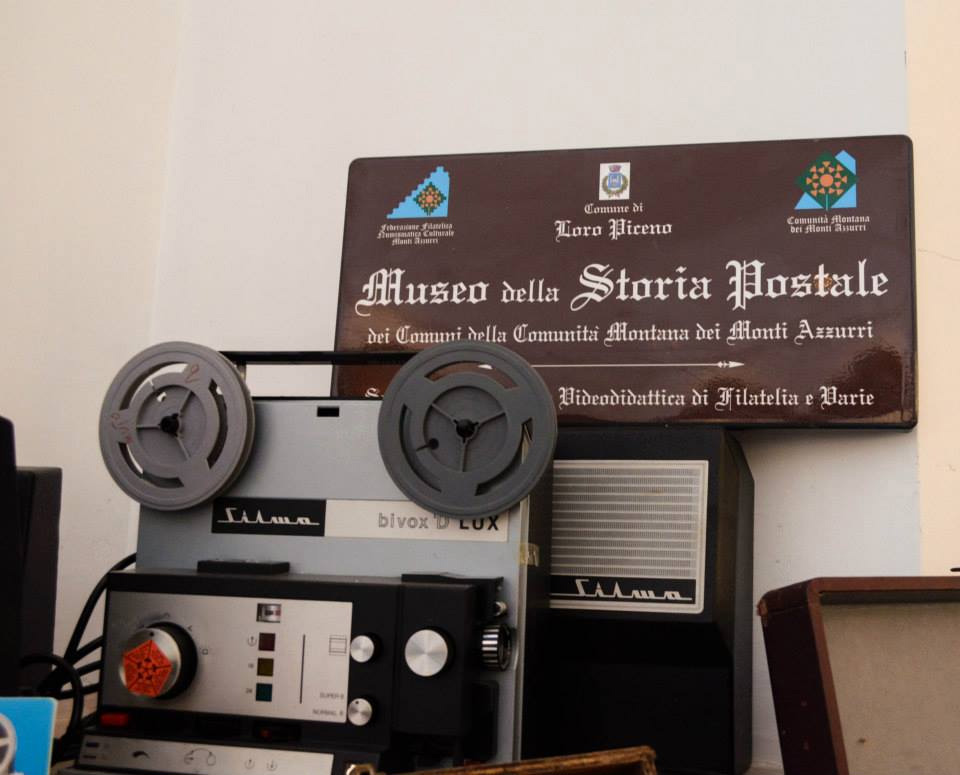 Federazione Filatelica
Numismatica Culturale
Monti Azzurri
Comune di
Loro Piceno
Comunità Montana
dei Monti Azzurri
Museo della Storia Postale
dei Comuni della Comunità Montana dei Monti Azzurri
Videodidattica di Filatelia e Varie
Silma
bivox D LUX
Silma
SUPER-8
NORMAL 8